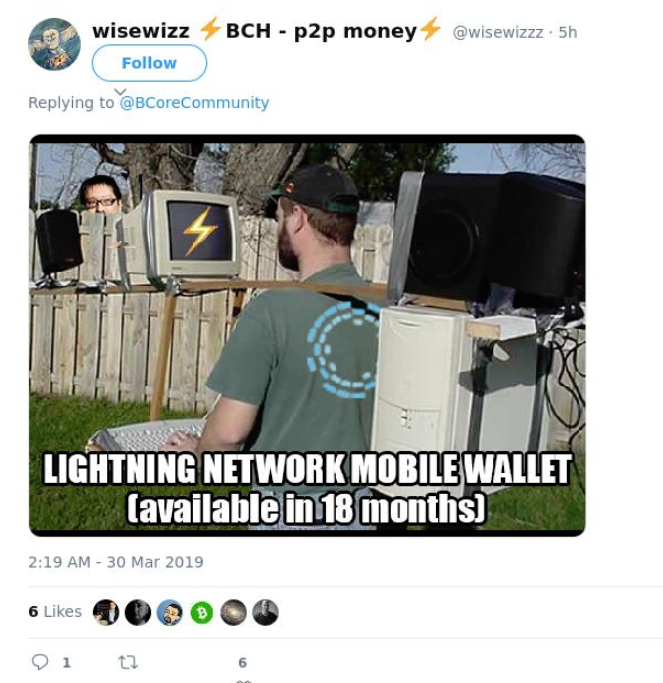 wisewizz ⚡BCH - p2p money⚡ @wisewizzz · 5h
Follow
Replying to @BCoreCommunity
LIGHTNING NETWORK MOBILE WALLET
(available in 18 months)
2:19 AM - 30 Mar 2019
6 Likes
1 6